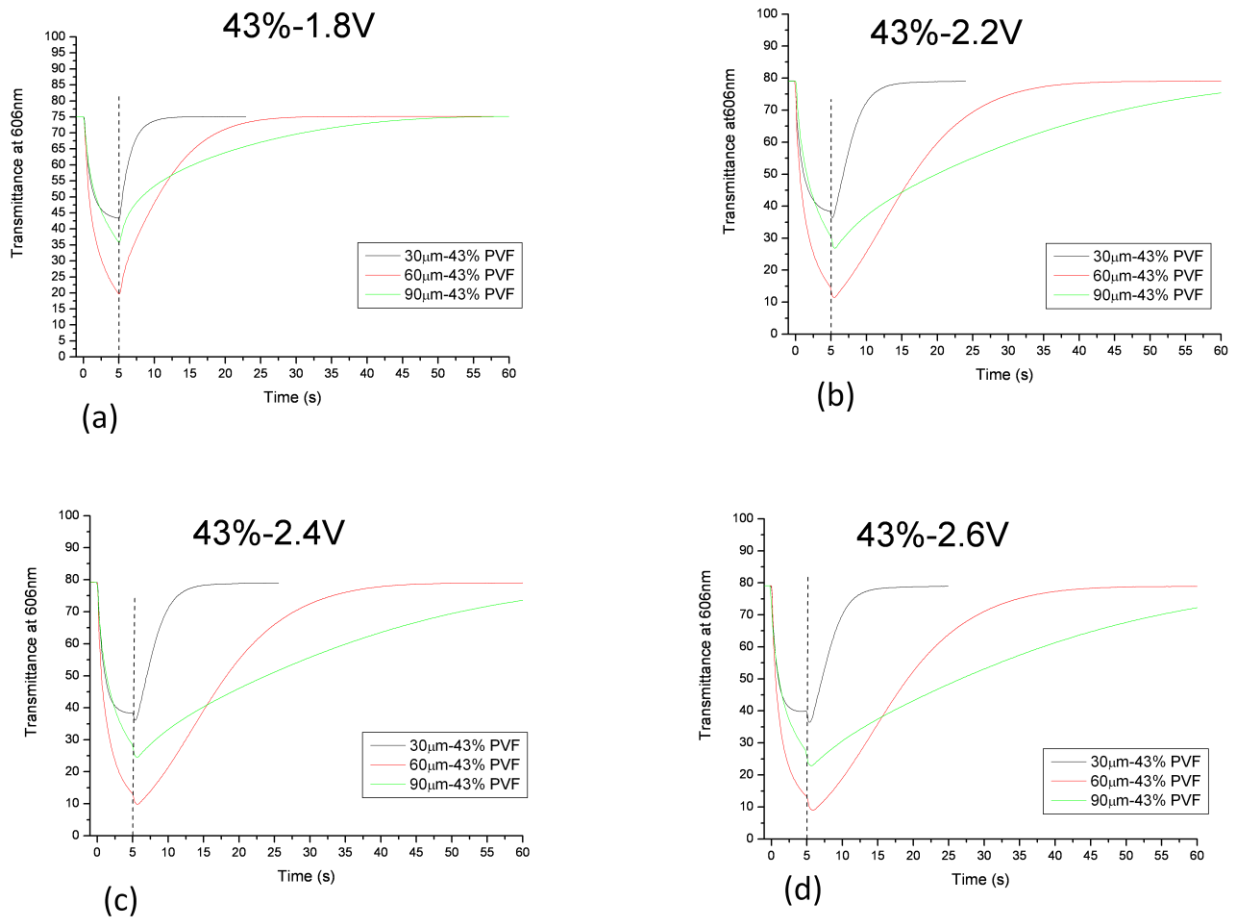 43%-1.8V
Transmittance at 606nm
100
95
90
85
80
75
70
65
60
55
50
45
40
35
30
25
20
15
10
5
0
0 5 10 15 20 25 30 35 40 45 50 55 60
Time (s)
30μm-43% PVF
60μm-43% PVF
90μm-43% PVF
(a)
43%-2.2V
Transmittance at606nm
100
90
80
70
60
50
40
30
20
10
0
0 5 10 15 20 25 30 35 40 45 50 55 60
Time (s)
30μm-43% PVF
60μm-43% PVF
90μm-43% PVF
(b)
43%-2.4V
Transmittance at 606nm
100
90
80
70
60
50
40
30
20
10
0
0 5 10 15 20 25 30 35 40 45 50 55 60
Time (s)
30μm-43% PVF
60μm-43% PVF
90μm-43% PVF
(c)
43%-2.6V
Transmittance at 606nm
100
90
80
70
60
50
40
30
20
10
0
0 5 10 15 20 25 30 35 40 45 50 55 60
Time (s)
30μm-43% PVF
60μm-43% PVF
90μm-43% PVF
(d)